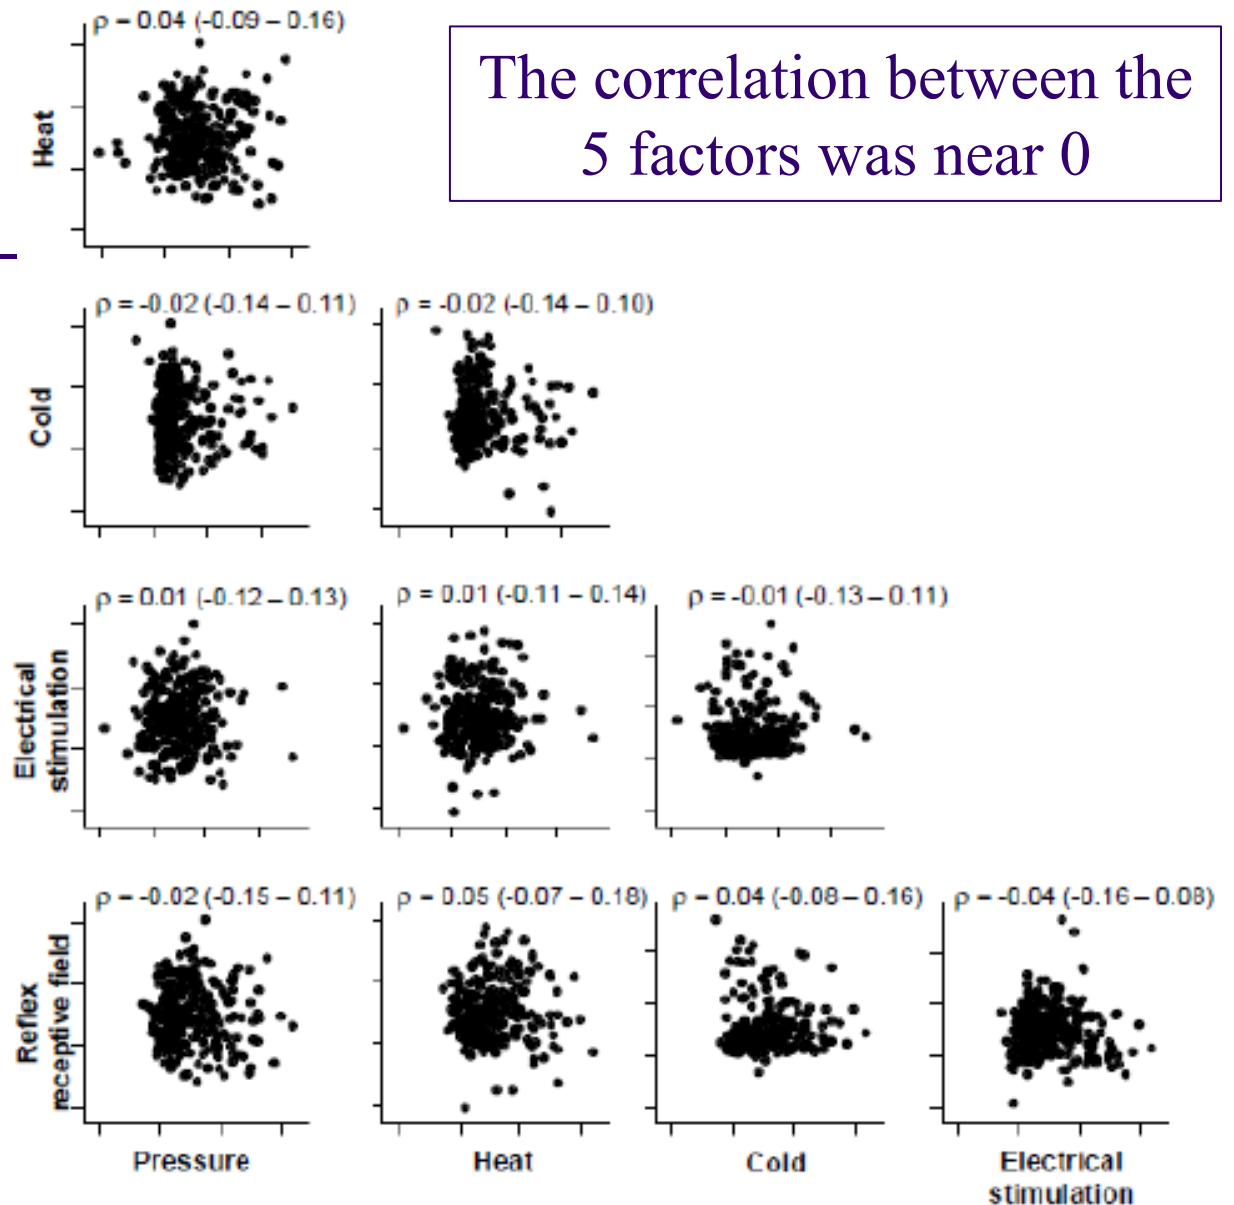 ρ = 0.04 (-0.09 – 0.16)
The correlation between the
5 factors was near 0
Heat
ρ = -0.02 (-0.14 – 0.11)
ρ = -0.02 (-0.14 – 0.10)
Cold
ρ = 0.01 (-0.12 – 0.13)
ρ = 0.01 (-0.11 – 0.14)
ρ = -0.01 (-0.13 – 0.11)
Electrical
stimulation
ρ = -0.02 (-0.15 – 0.11)
ρ = 0.05 (-0.07 – 0.18)
ρ = 0.04 (-0.08 – 0.16)
ρ = -0.04 (-0.16 – 0.08)
Reflex
receptive field
Pressure
Heat
Cold
Electrical
stimulation